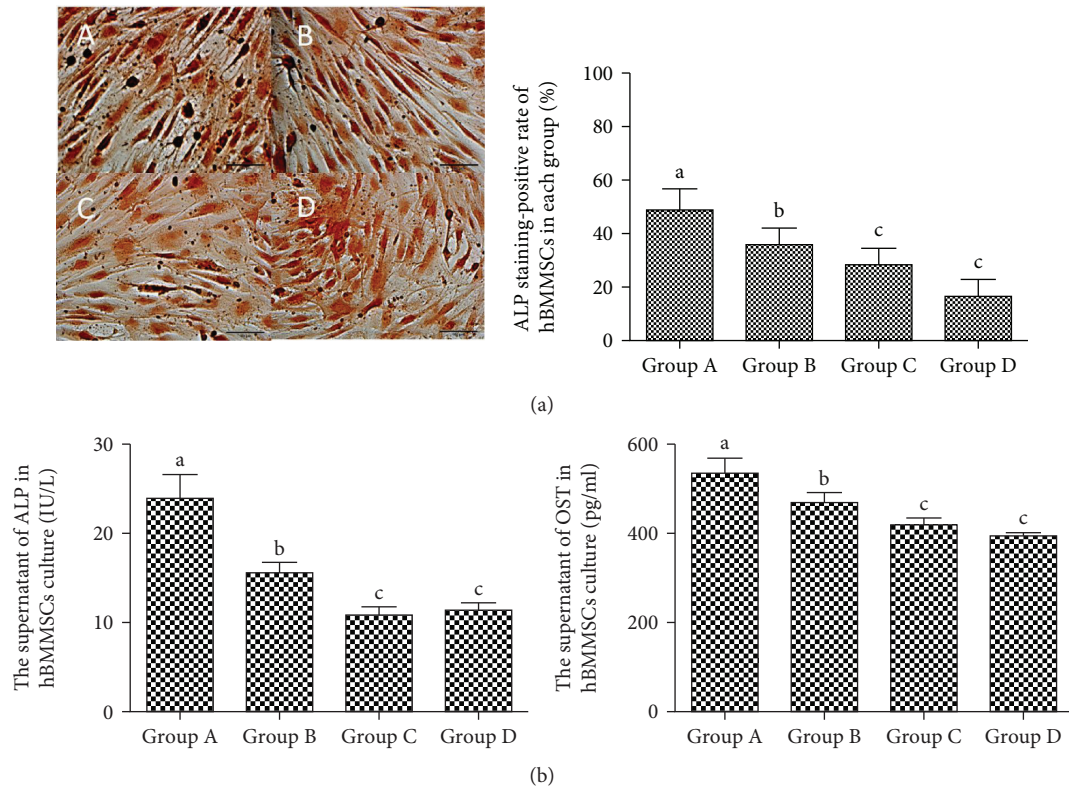 A
B
C
D
ALP staining-positive rate of
hBMMSCs in each group (%)
100
80
60
40
20
0
a
b
c
c
Group A
Group B
Group C
Group D
(a)
The supernatant of ALP in
hBMMSCs culture (IU/L)
30
20
10
0
a
b
c
c
Group A
Group B
Group C
Group D
The supernatant of OST in
hBMMSCs culture (pg/ml)
600
400
200
0
a
b
c
c
Group A
Group B
Group C
Group D
(b)